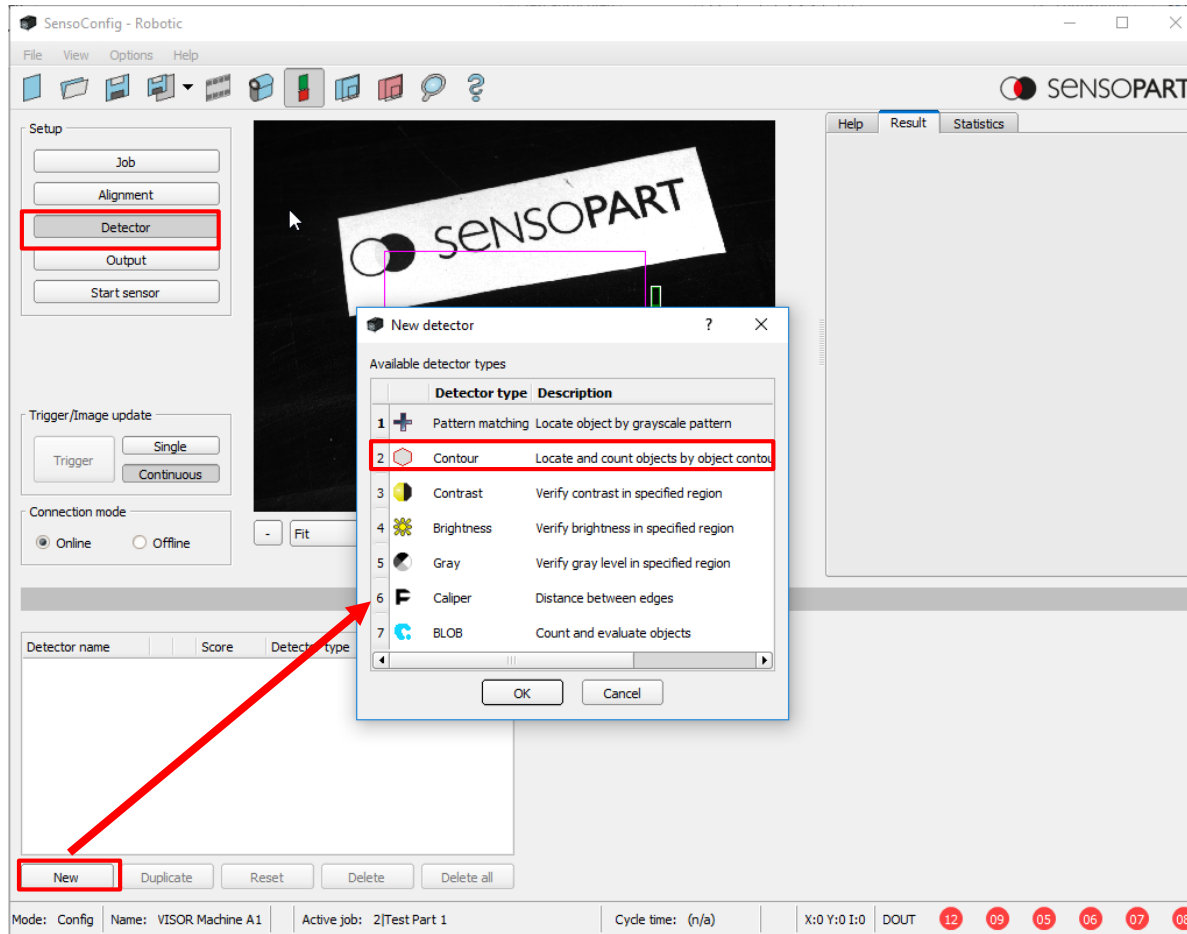 SensoConfig - Robotic
File View Options Help
SENSOPART
Setup
Job
Alignment
Detector
Output
Start sensor
Help Result Statistics
SENSOPART
Trigger/Image update
Trigger
Single
Continuous
Connection mode
Online Offline
- Fit
New detector ?
Available detector types
Detector type Description
1 Pattern matching Locate object by grayscale pattern
2 Contour Locate and count objects by object contou
3 Contrast Verify contrast in specified region
4 Brightness Verify brightness in specified region
5 Gray Verify gray level in specified region
6 Caliper Distance between edges
7 BLOB Count and evaluate objects
OK Cancel
Detector name Score Detector type
New Duplicate Reset Delete Delete all
Mode: Config Name: VISOR Machine A1 Active job: 2|Test Part 1 Cycle time: (n/a) X:0 Y:0 I:0 DOUT 12 09 05 06 07 08